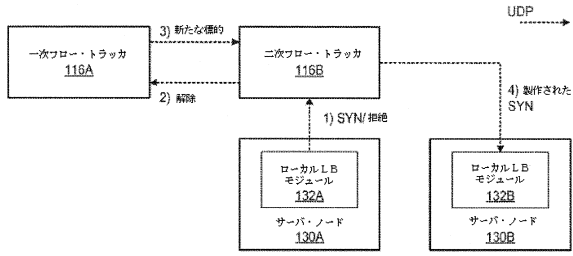 UDP
3) 新たな標的
一次フロー・トラッカ
116A
二次フロー・トラッカ
116B
2) 解除
1) SYN/拒絶
4) 製作された
SYN
ローカルLB
モジュール
132A
サーバ・ノード
130A
ローカルLB
モジュール
132B
サーバ・ノード
130B